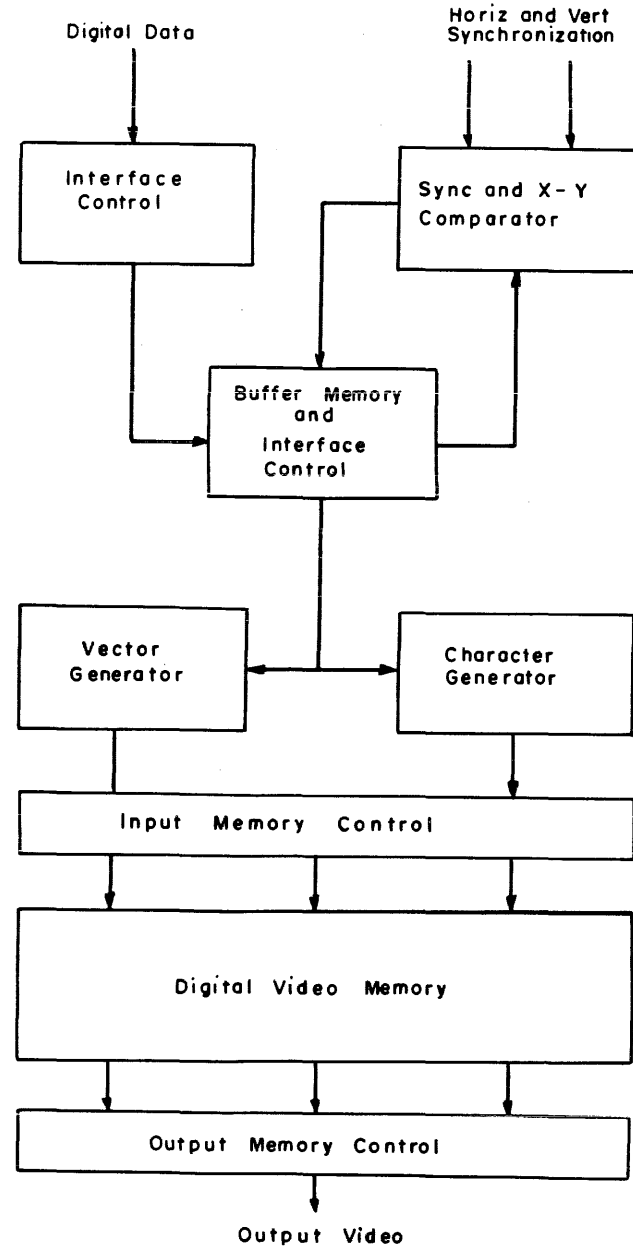 Digital Data
Horiz and Vert
Synchronization
Interface
Control
Sync and X-Y
Comparator
Buffer Memory
and
Interface
Control
Vector
Generator
Character
Generator
Input Memory Control
Digital Video Memory
Output Memory Control
Output Video